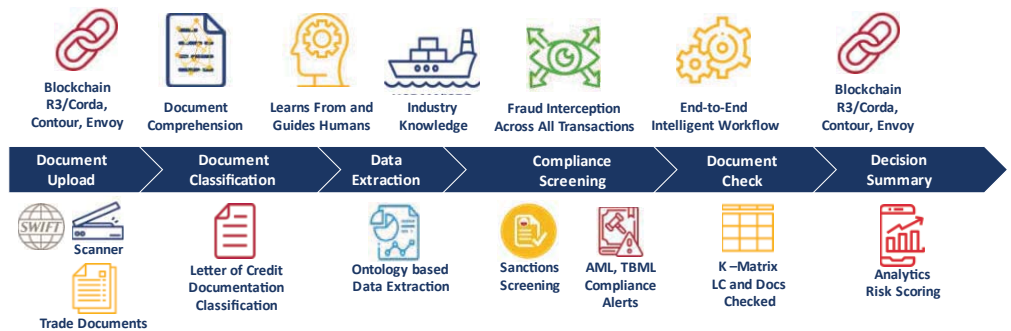 Blockchain
R3/Corda,
Contour, Envoy
Document
Comprehension
Learns From and
Guides Humans
Industry
Knowledge
Fraud Interception
Across All Transactions
End-to-End
Intelligent Workflow
Blockchain
R3/Corda,
Contour, Envoy
Document
Upload
Document
Classification
Data
Extraction
Compliance
Screening
Document
Check
Decision
Summary
SWIFT
Scanner
Trade Documents
Letter of Credit
Documentation
Classification
Ontology based
Data Extraction
Sanctions
Screening
AML, TBML
Compliance
Alerts
K –Matrix
LC and Docs
Checked
Analytics
Risk Scoring